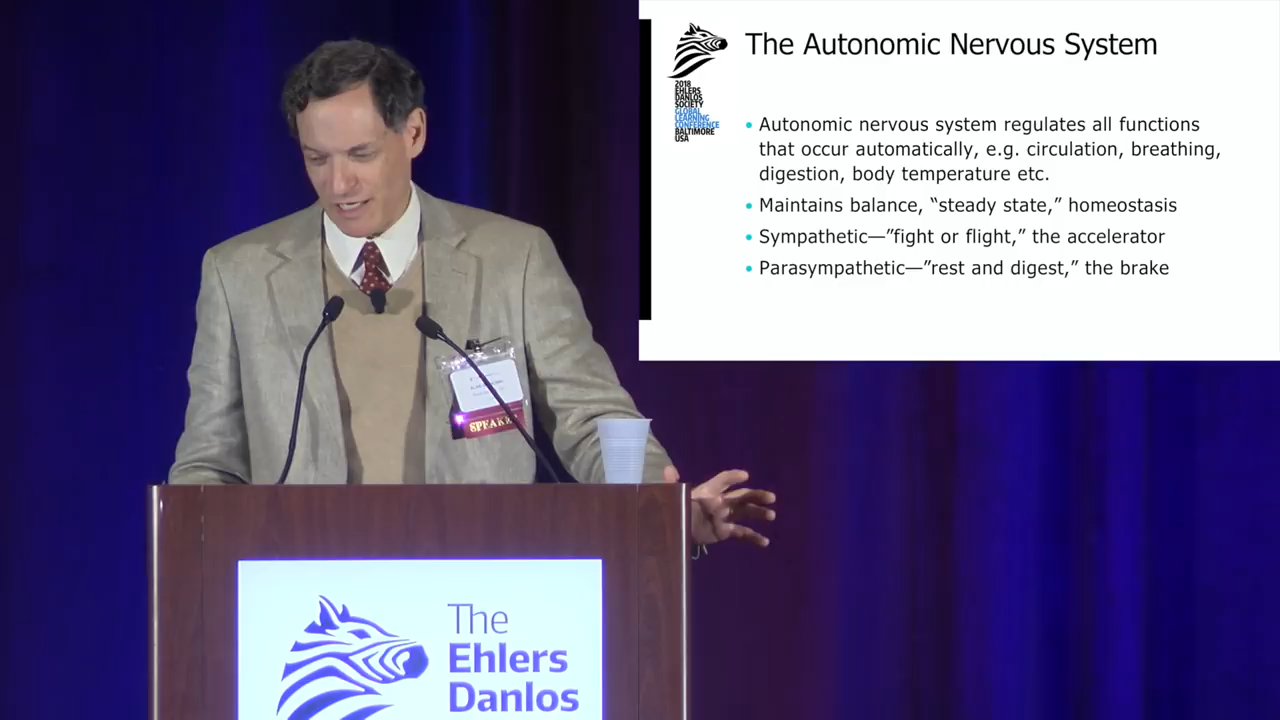 The Autonomic Nervous System
2018
EHLERS
DANLOS
SOCIETY
GLOBAL
LEARNING
CONFERENCE
BALTIMORE
USA
• Autonomic nervous system regulates all functions
that occur automatically, e.g. circulation, breathing,
digestion, body temperature etc.
• Maintains balance, “steady state,” homeostasis
• Sympathetic—”fight or flight,” the accelerator
• Parasympathetic—”rest and digest,” the brake
SPEAKER
The
Ehlers
Danlos